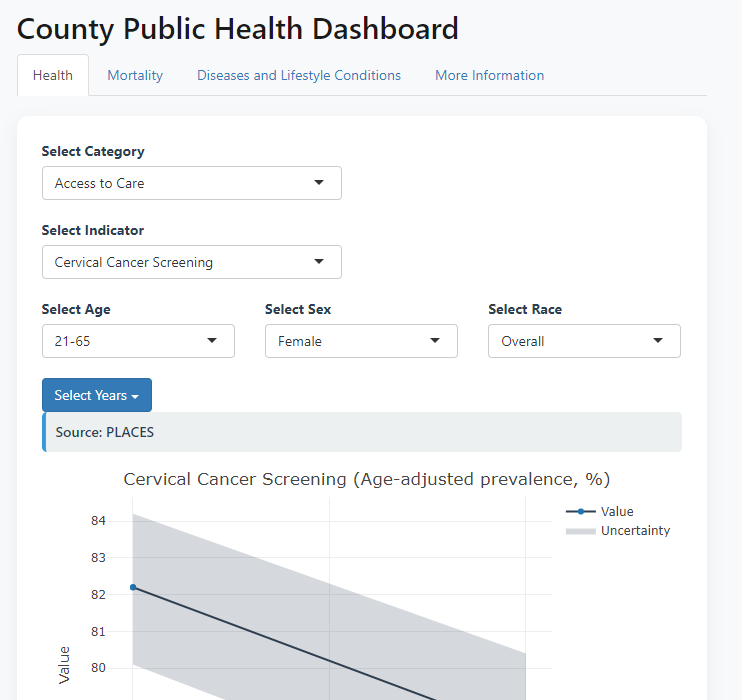 County Public Health Dashboard
Health Mortality Diseases and Lifestyle Conditions More Information
Select Category
Access to Care
Select Indicator
Cervical Cancer Screening
Select Age Select Sex Select Race
21-65 Female Overall
Select Years
Source: PLACES
Cervical Cancer Screening (Age-adjusted prevalence, %)
Value
Uncertainty
84
83
82
81
80
Value